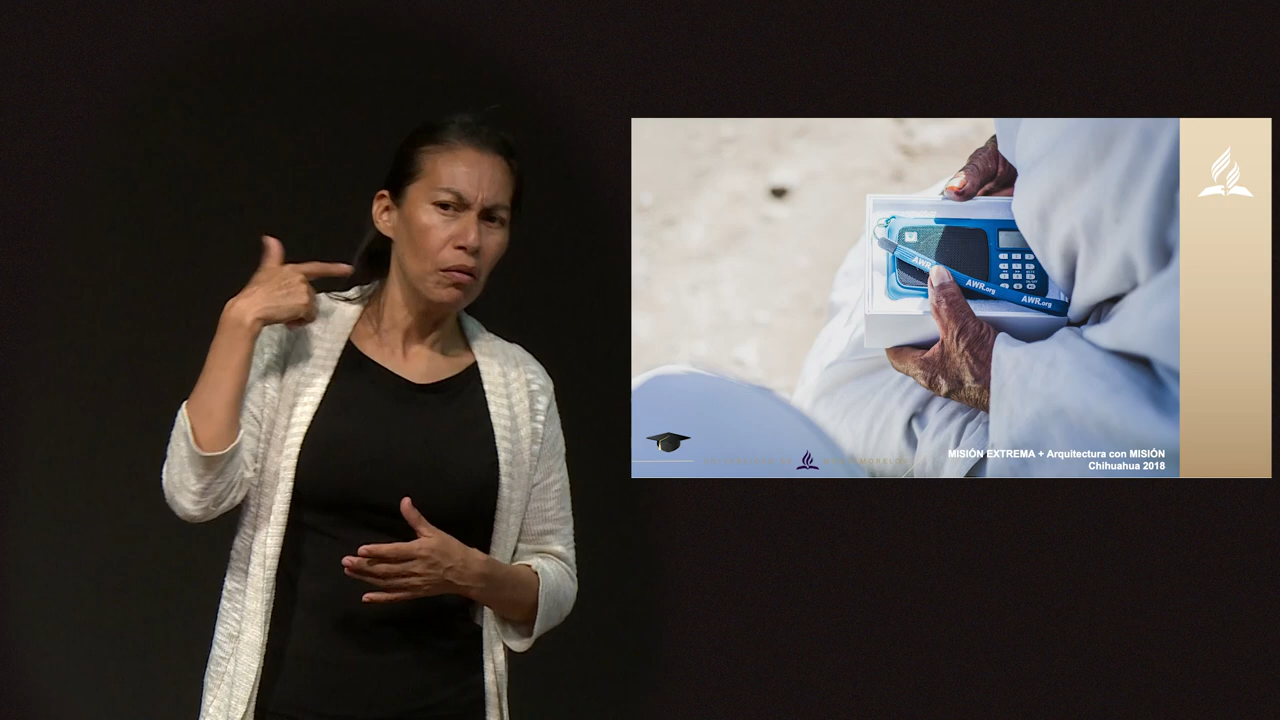 AWR
AWR.org
AWR.org
MISIÓN EXTREMA + Arquitectura con MISIÓN
Chihuahua 2018